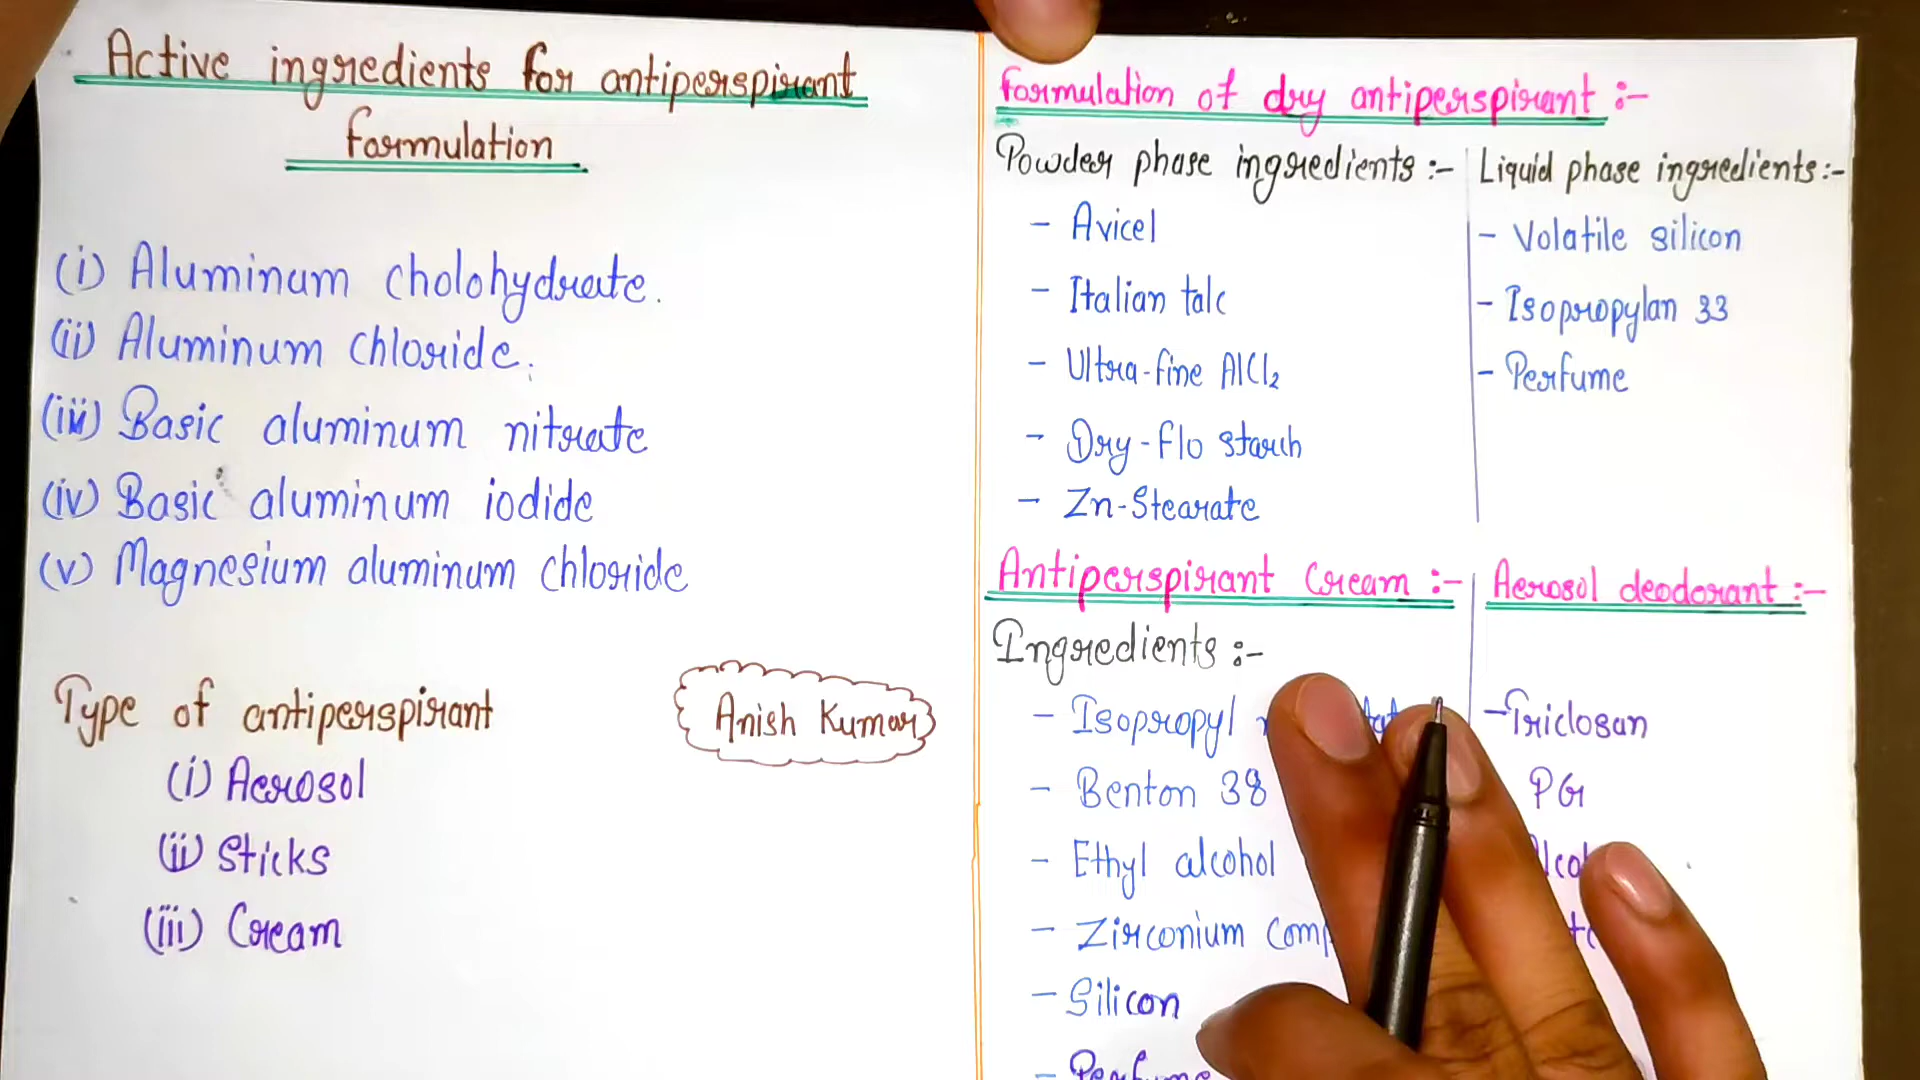 Active ingredients for antiperspirant
formulation
(i) Aluminum cholohydrate.
(ii) Aluminum chloride.
(iii) Basic aluminum nitrate
(iv) Basic aluminum iodide
(v) Magnesium aluminum chloride
Type of antiperspirant
(i) Aerosol
(ii) Sticks
(iii) Cream
Anish Kumar
formulation of dry antiperspirant :-
Powder phase ingredients :-
- Avicel
- Italian talc
- Ultra-fine AlCl₂
- Dry-flo starch
- Zn-Stearate
Liquid phase ingredients :-
- Volatile silicon
- Isopropylan 33
- Perfume
Antiperspirant Cream :-
Ingredients :-
- Isopropyl
- Benton 38
- Ethyl alcohol
- Zirconium
- Silicon
- Perfume
Aerosol deodorant :-
- Triclosan
PG